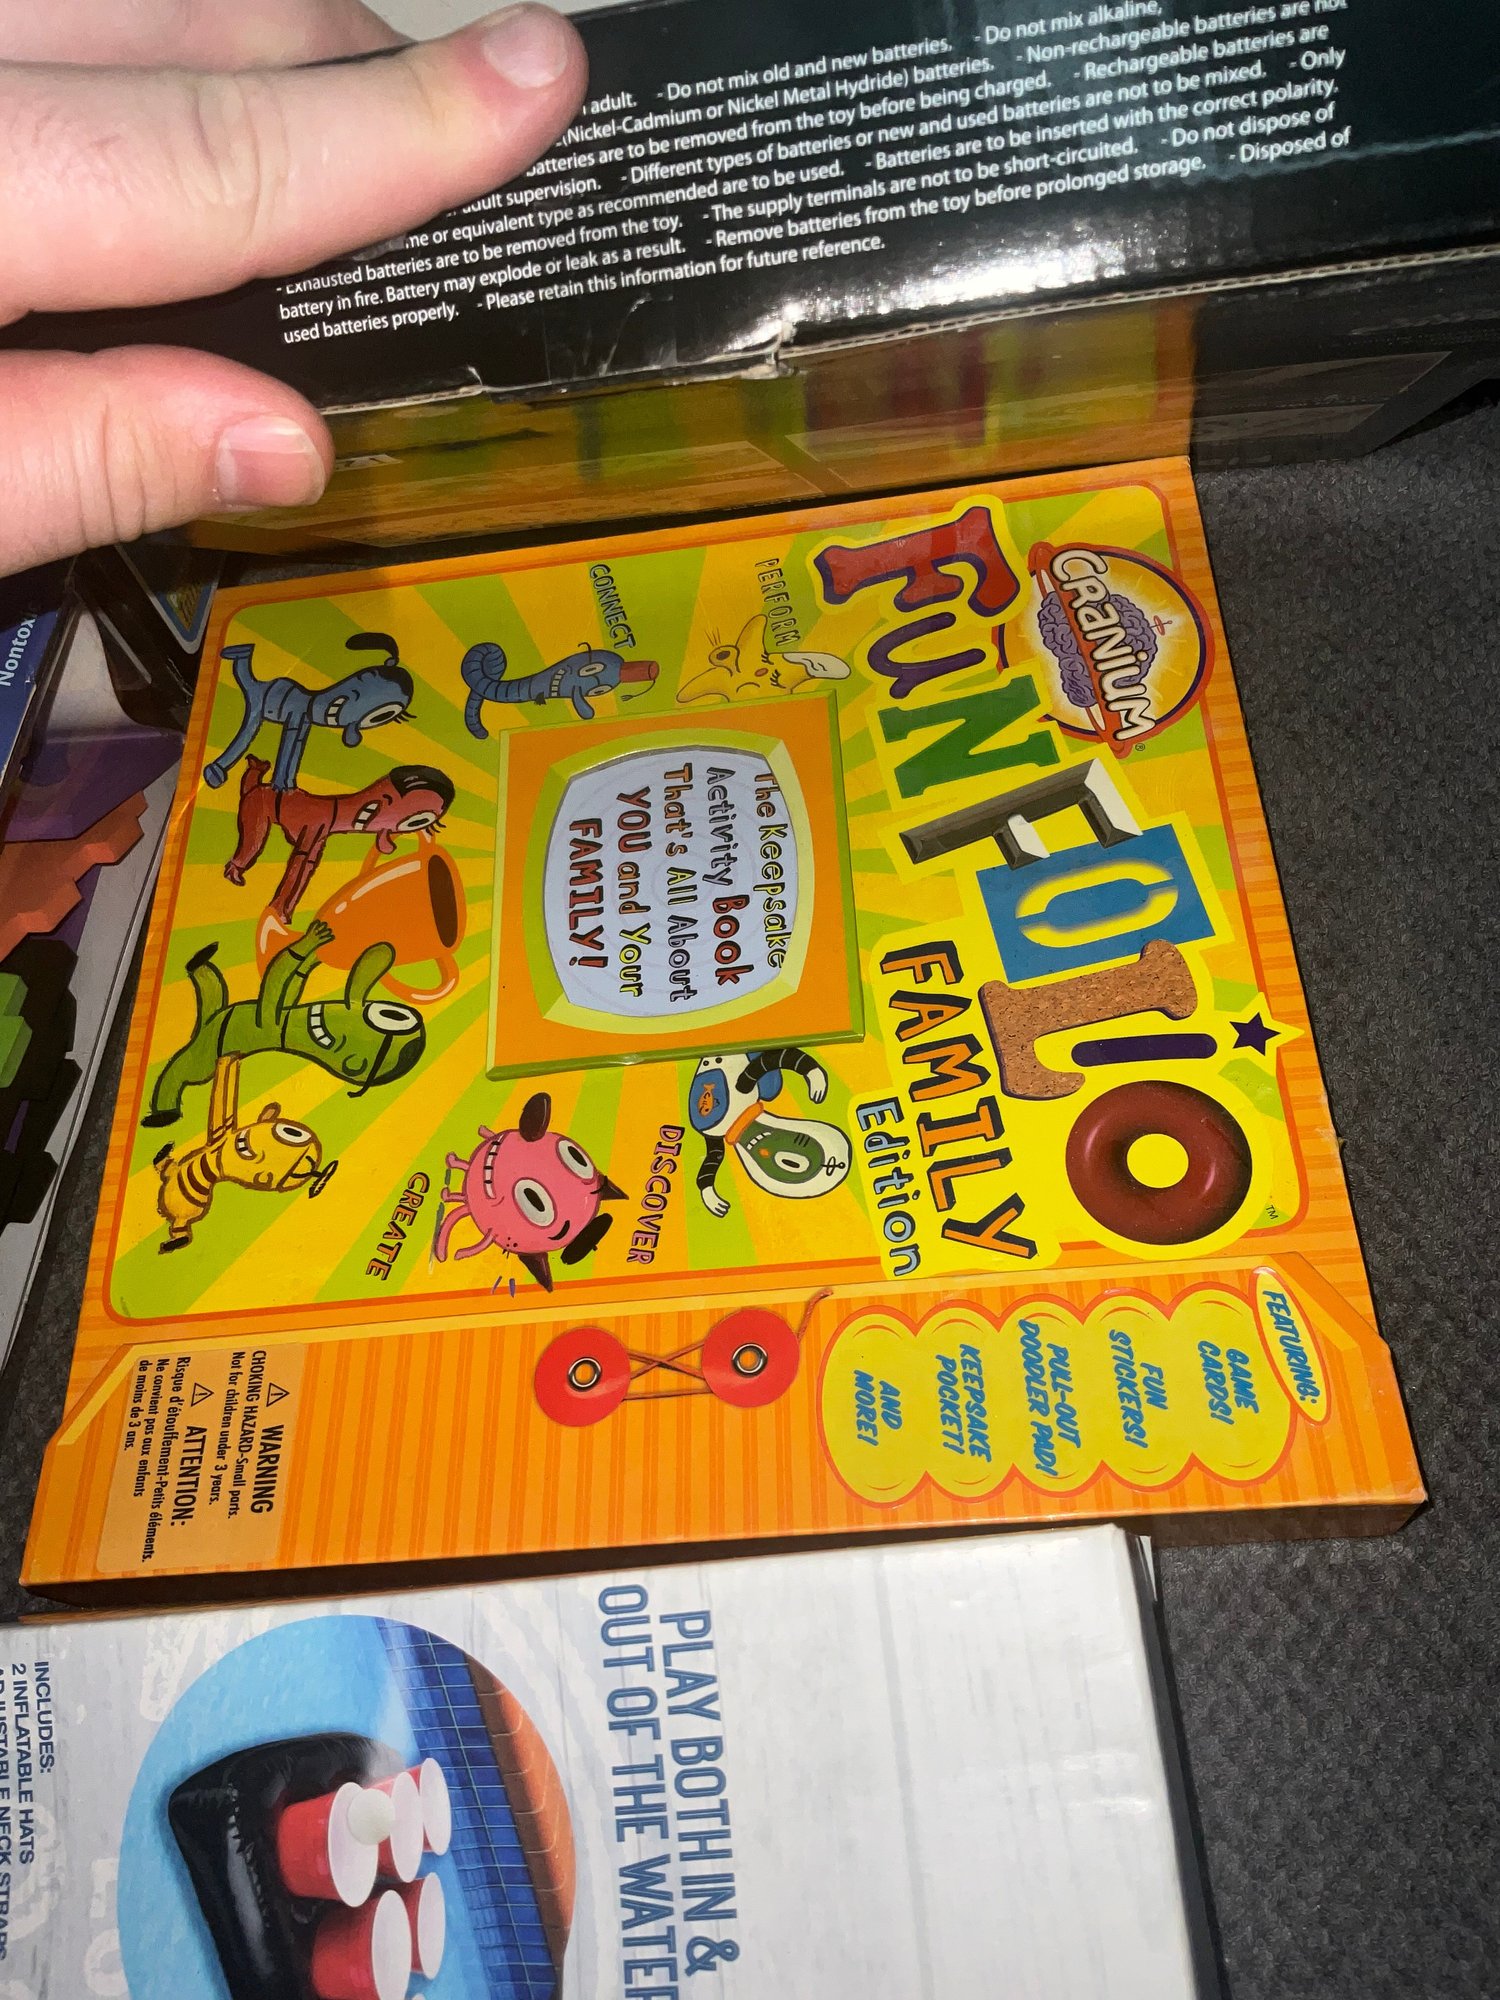 adult. - Do not mix old and new batteries. - Do not mix alkaline,
(Nickel-Cadmium or Nickel Metal Hydride) batteries. - Non-rechargeable batteries are not
batteries are to be removed from the toy before being charged. - Rechargeable batteries are
adult supervision. - Different types of batteries or new and used batteries are not to be mixed. - Only
or equivalent type as recommended are to be used. - Batteries are to be inserted with the correct polarity.
- Exhausted batteries are to be removed from the toy. - The supply terminals are not to be short-circuited. - Do not dispose of
battery in fire. Battery may explode or leak as a result. - Remove batteries from the toy before prolonged storage. - Disposed of
used batteries properly. - Please retain this information for future reference.
CRANIUM®
FUNFOLIO™
FAMILY
Edition
PERFORM
CONNECT
The Keepsake
Activity Book
That's All About
YOU and Your
FAMILY!
DISCOVER
CREATE
FEATURING:
GAME
CARDS!
FUN
STICKERS!
PULL-OUT
DOODLER PAD!
KEEPSAKE
POCKET!
AND
MORE!
⚠ WARNING
CHOKING HAZARD-Small parts.
Not for children under 3 years.
⚠ ATTENTION:
Risque d'étouffement-Petits éléments.
Ne convient pas aux enfants
de moins de 3 ans.
PLAY BOTH IN &
OUT OF THE WATER
INCLUDES:
2 INFLATABLE HATS
ADJUSTABLE NECK STRAPS
Nontox